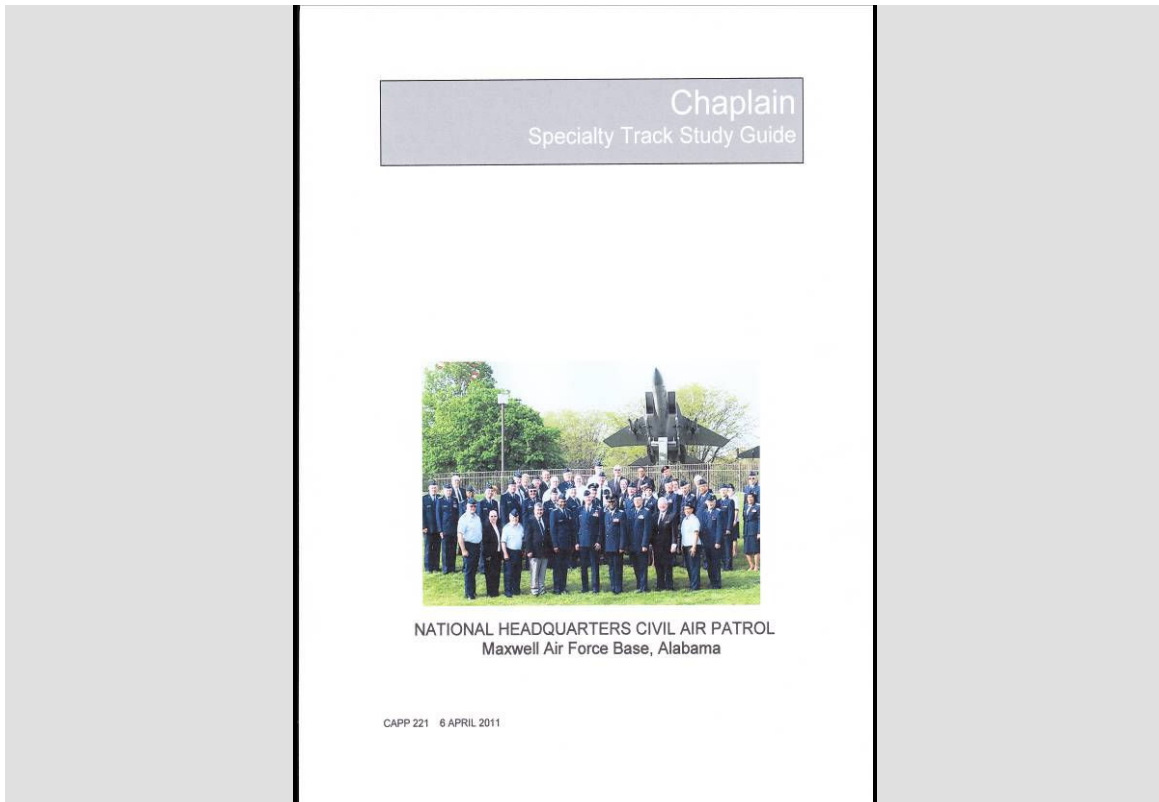 Chaplain
Specialty Track Study Guide
NATIONAL HEADQUARTERS CIVIL AIR PATROL
Maxwell Air Force Base, Alabama
CAPP 221 6 APRIL 2011